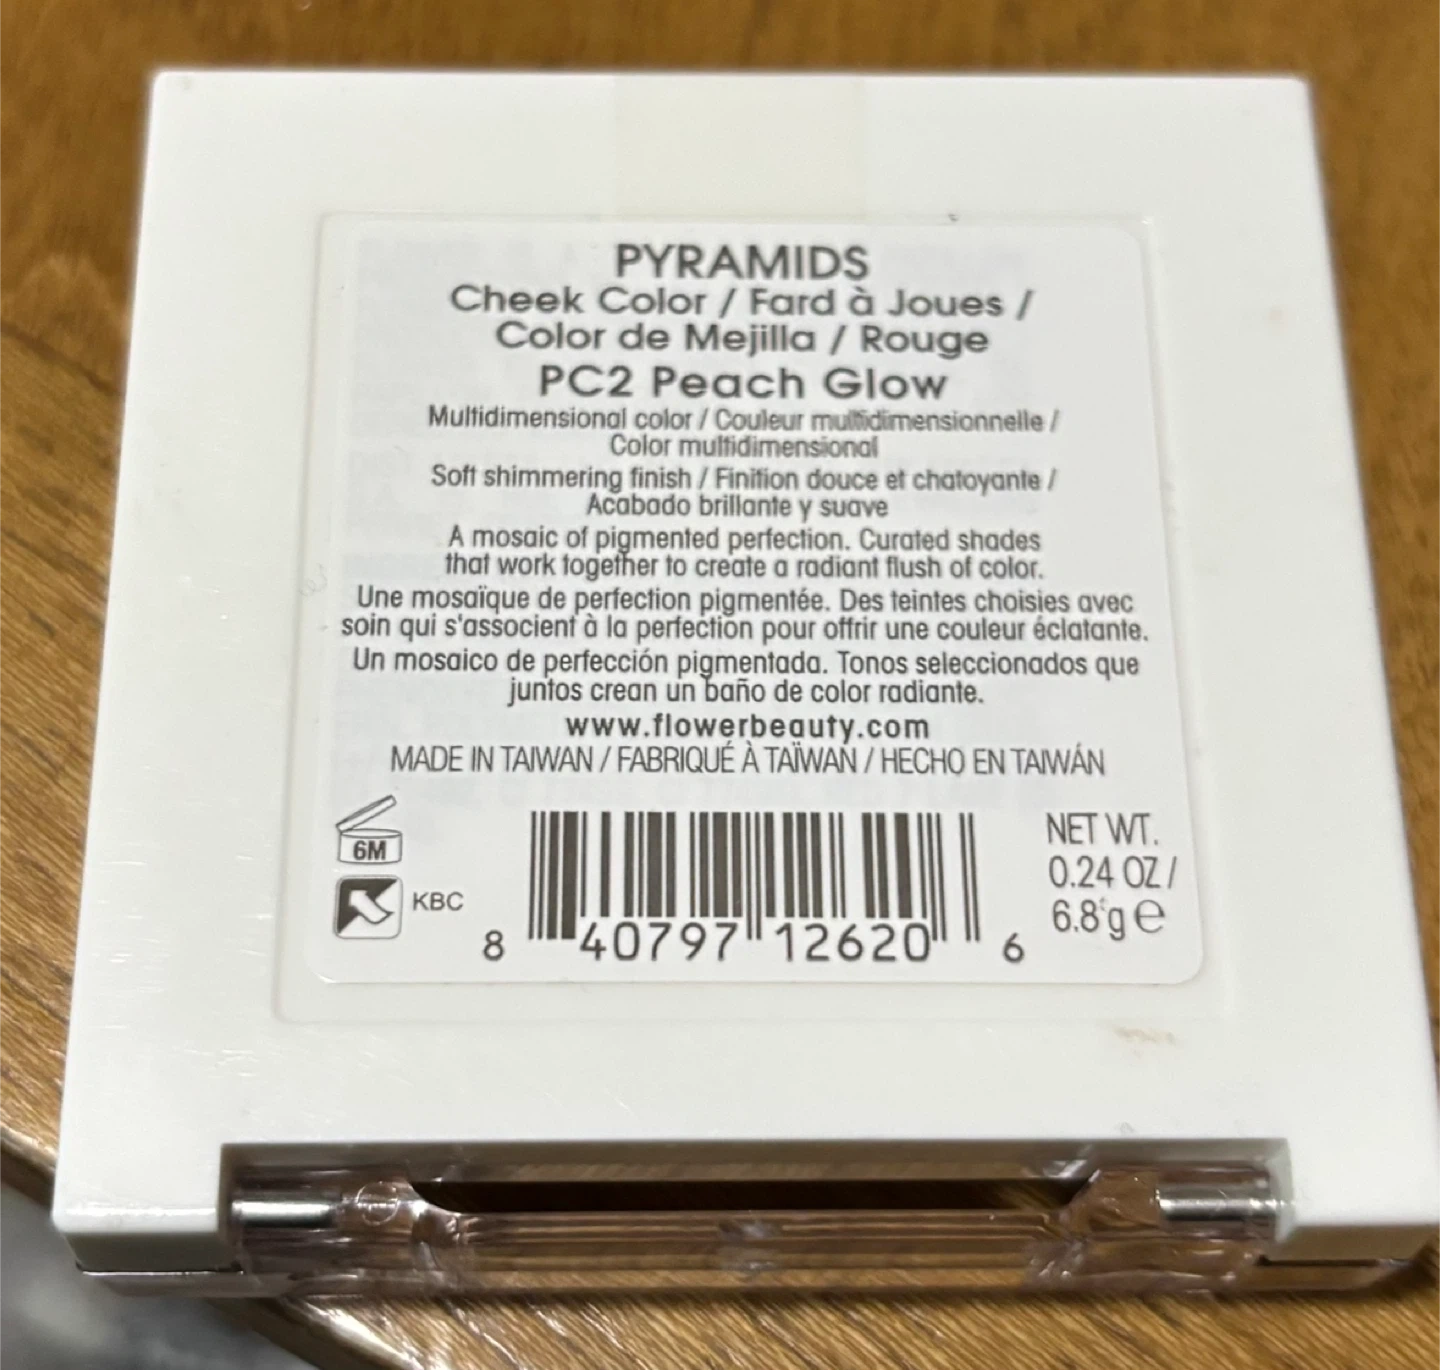 PYRAMIDS
Cheek Color / Fard à Joues /
Color de Mejilla / Rouge
PC2 Peach Glow
Multidimensional color / Couleur multidimensionnelle /
Color multidimensional
Soft shimmering finish / Finition douce et chatoyante /
Acabado brillante y suave
A mosaic of pigmented perfection. Curated shades
that work together to create a radiant flush of color.
Une mosaïque de perfection pigmentée. Des teintes choisies avec
soin qui s'associent à la perfection pour offrir une couleur éclatante.
Un mosaico de perfección pigmentada. Tonos seleccionados que
juntos crean un baño de color radiante.
www.flowerbeauty.com
MADE IN TAIWAN / FABRIQUÉ À TAÏWAN / HECHO EN TAIWÁN
6M
KBC
8 40797 12620 6
NET WT.
0.24 OZ /
6.8 g e